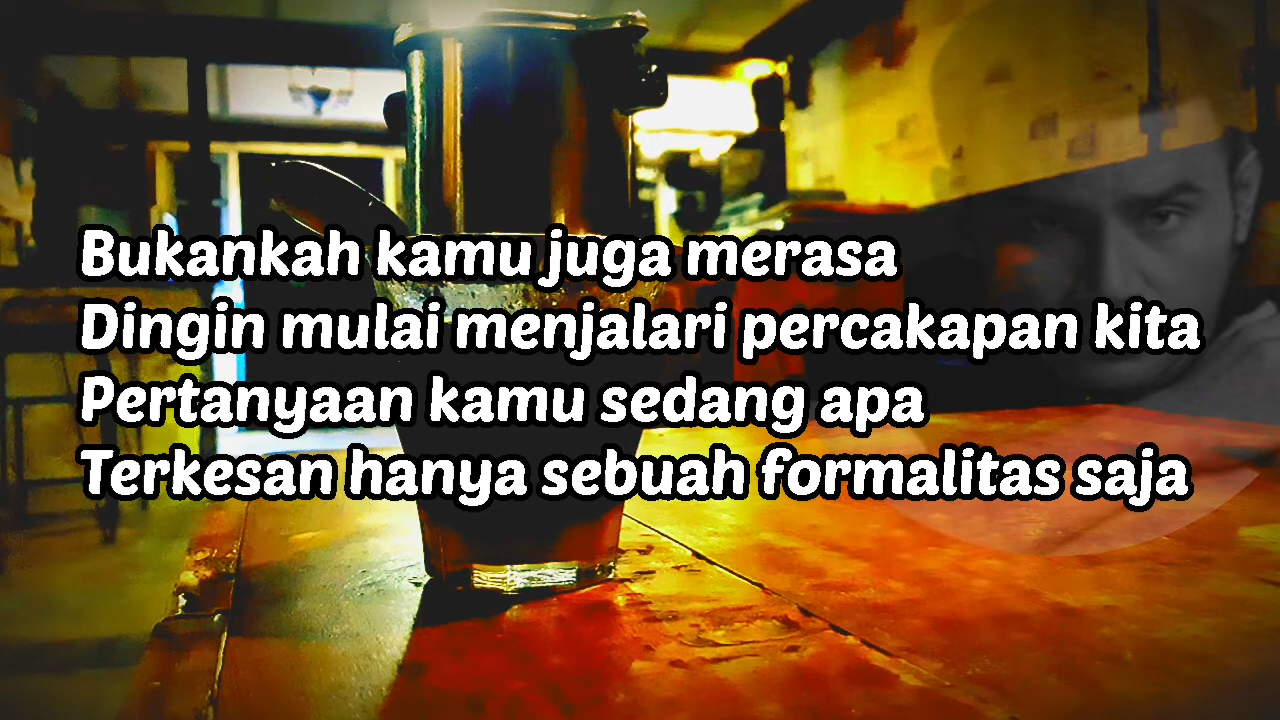 Bukankah kamu juga merasa
Dingin mulai menjalari percakapan kita
Pertanyaan kamu sedang apa
Terkesan hanya sebuah formalitas saja